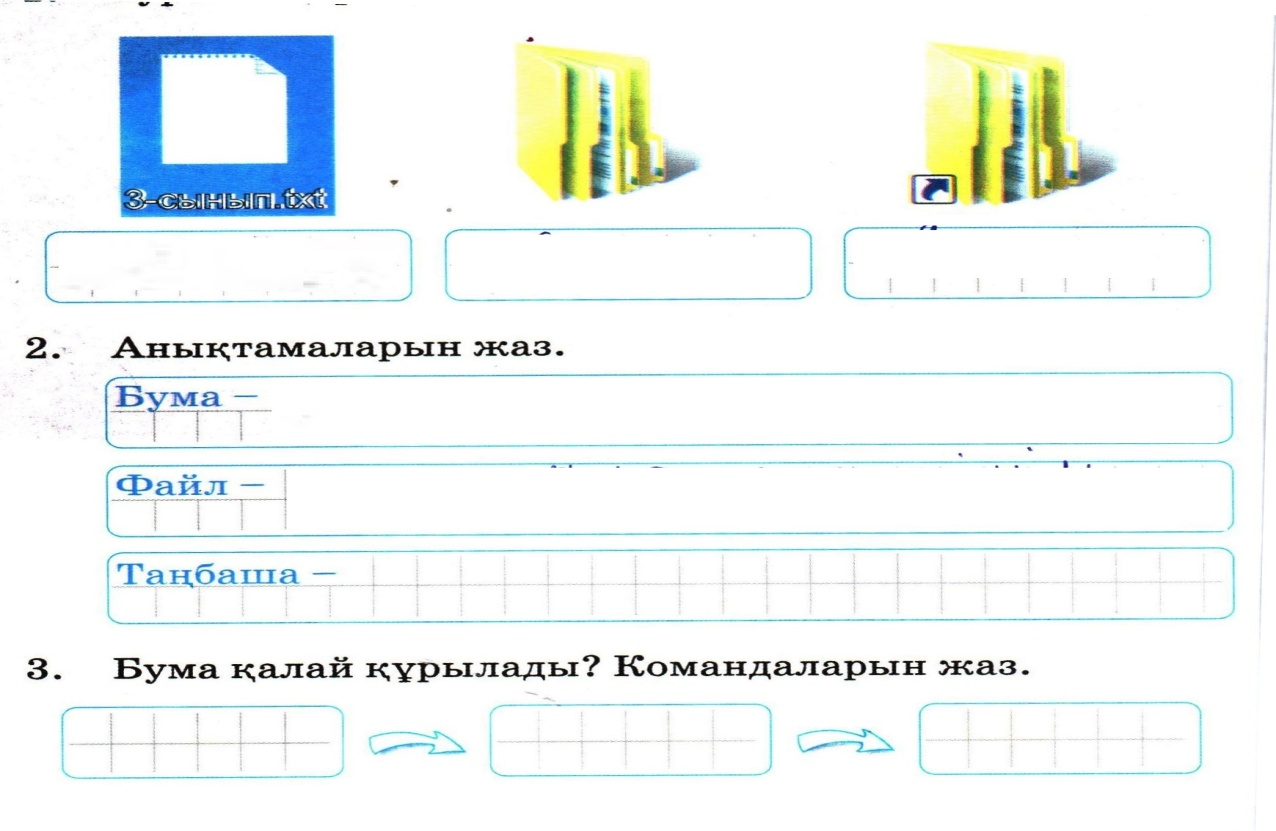 3-сынып.txt
2. Анықтамаларын жаз.
Бума –
Файл –
Таңбаша –
3. Бума қалай құрылады? Командаларын жаз.